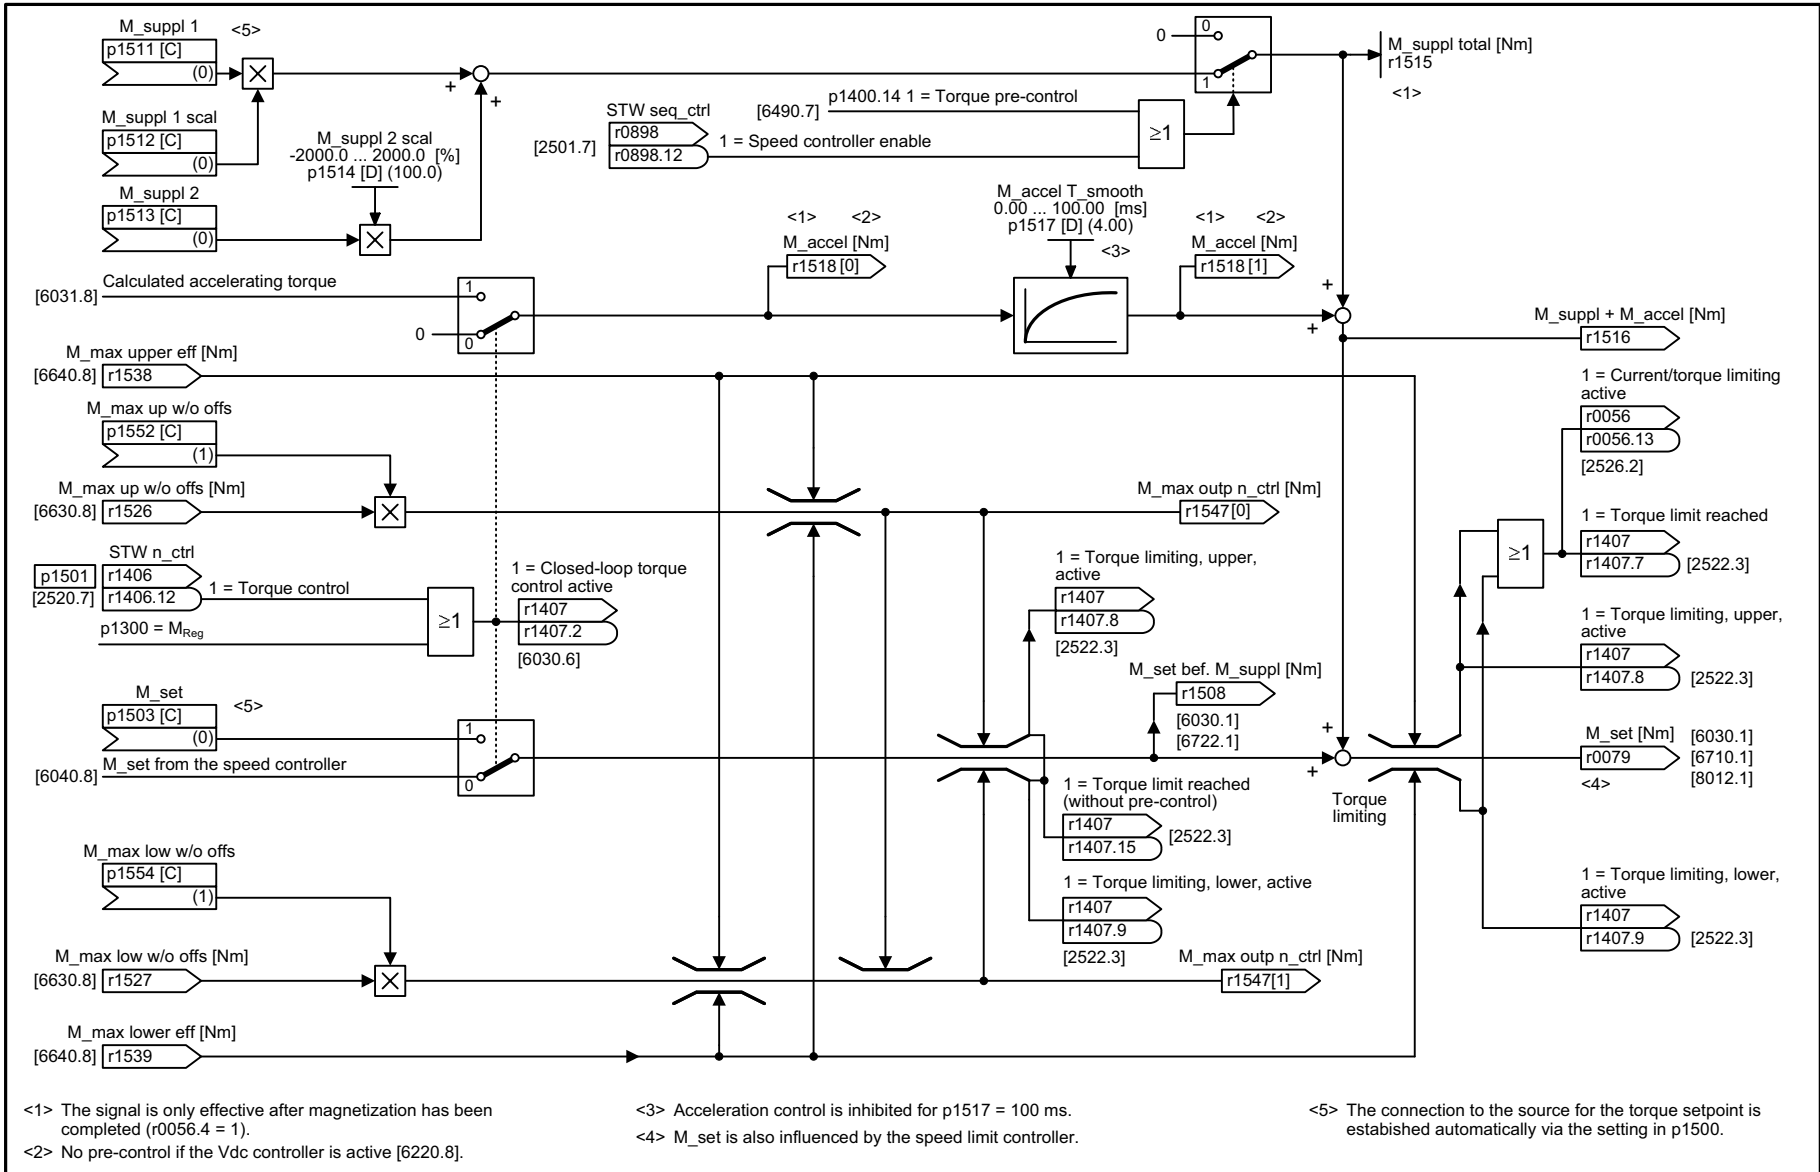 M_suppl 1
<5>
p1511 [C]
(0)
M_suppl 1 scal
p1512 [C]
(0)
M_suppl 2 scal
-2000.0 ... 2000.0 [%]
p1514 [D] (100.0)
M_suppl 2
p1513 [C]
(0)
+
+
0
0
1
M_suppl total [Nm]
r1515
<1>
[6490.7]
p1400.14 1 = Torque pre-control
STW seq_ctrl
r0898
[2501.7]
r0898.12
1 = Speed controller enable
≥1
[6031.8]
Calculated accelerating torque
1
0
0
<1> <2>
M_accel [Nm]
r1518 [0]
M_accel T_smooth
0.00 ... 100.00 [ms]
p1517 [D] (4.00)
<3>
<1> <2>
M_accel [Nm]
r1518 [1]
+
+
M_suppl + M_accel [Nm]
r1516
M_max upper eff [Nm]
[6640.8] r1538
M_max up w/o offs
p1552 [C]
(1)
M_max up w/o offs [Nm]
[6630.8] r1526
M_max outp n_ctrl [Nm]
r1547[0]
1 = Current/torque limiting
active
r0056
r0056.13
[2526.2]
1 = Torque limit reached
r1407
r1407.7
[2522.3]
≥1
STW n_ctrl
p1501
r1406
[2520.7]
r1406.12
1 = Torque control
p1300 = MReg
≥1
1 = Closed-loop torque
control active
r1407
r1407.2
[6030.6]
1 = Torque limiting, upper,
active
r1407
r1407.8
[2522.3]
1 = Torque limiting, upper,
active
r1407
r1407.8
[2522.3]
M_set bef. M_suppl [Nm]
r1508
[6030.1]
[6722.1]
M_set
<5>
p1503 [C]
(0)
[6040.8]
M_set from the speed controller
1
0
+
+
Torque
limiting
M_set [Nm]
r0079
<4>
[6030.1]
[6710.1]
[8012.1]
1 = Torque limit reached
(without pre-control)
r1407
r1407.15
[2522.3]
1 = Torque limiting, lower, active
r1407
r1407.9
[2522.3]
1 = Torque limiting, lower,
active
r1407
r1407.9
[2522.3]
M_max low w/o offs
p1554 [C]
(1)
M_max low w/o offs [Nm]
[6630.8] r1527
M_max outp n_ctrl [Nm]
r1547[1]
M_max lower eff [Nm]
[6640.8] r1539
<1> The signal is only effective after magnetization has been
completed (r0056.4 = 1).
<2> No pre-control if the Vdc controller is active [6220.8].
<3> Acceleration control is inhibited for p1517 = 100 ms.
<4> M_set is also influenced by the speed limit controller.
<5> The connection to the source for the torque setpoint is
estabished automatically via the setting in p1500.